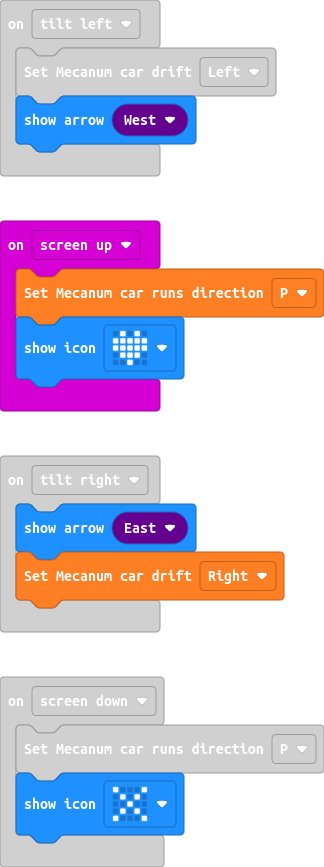 on tilt left
Set Mecanum car drift Left
show arrow West
on screen up
Set Mecanum car runs direction P
show icon
on tilt right
show arrow East
Set Mecanum car drift Right
on screen down
Set Mecanum car runs direction P
show icon